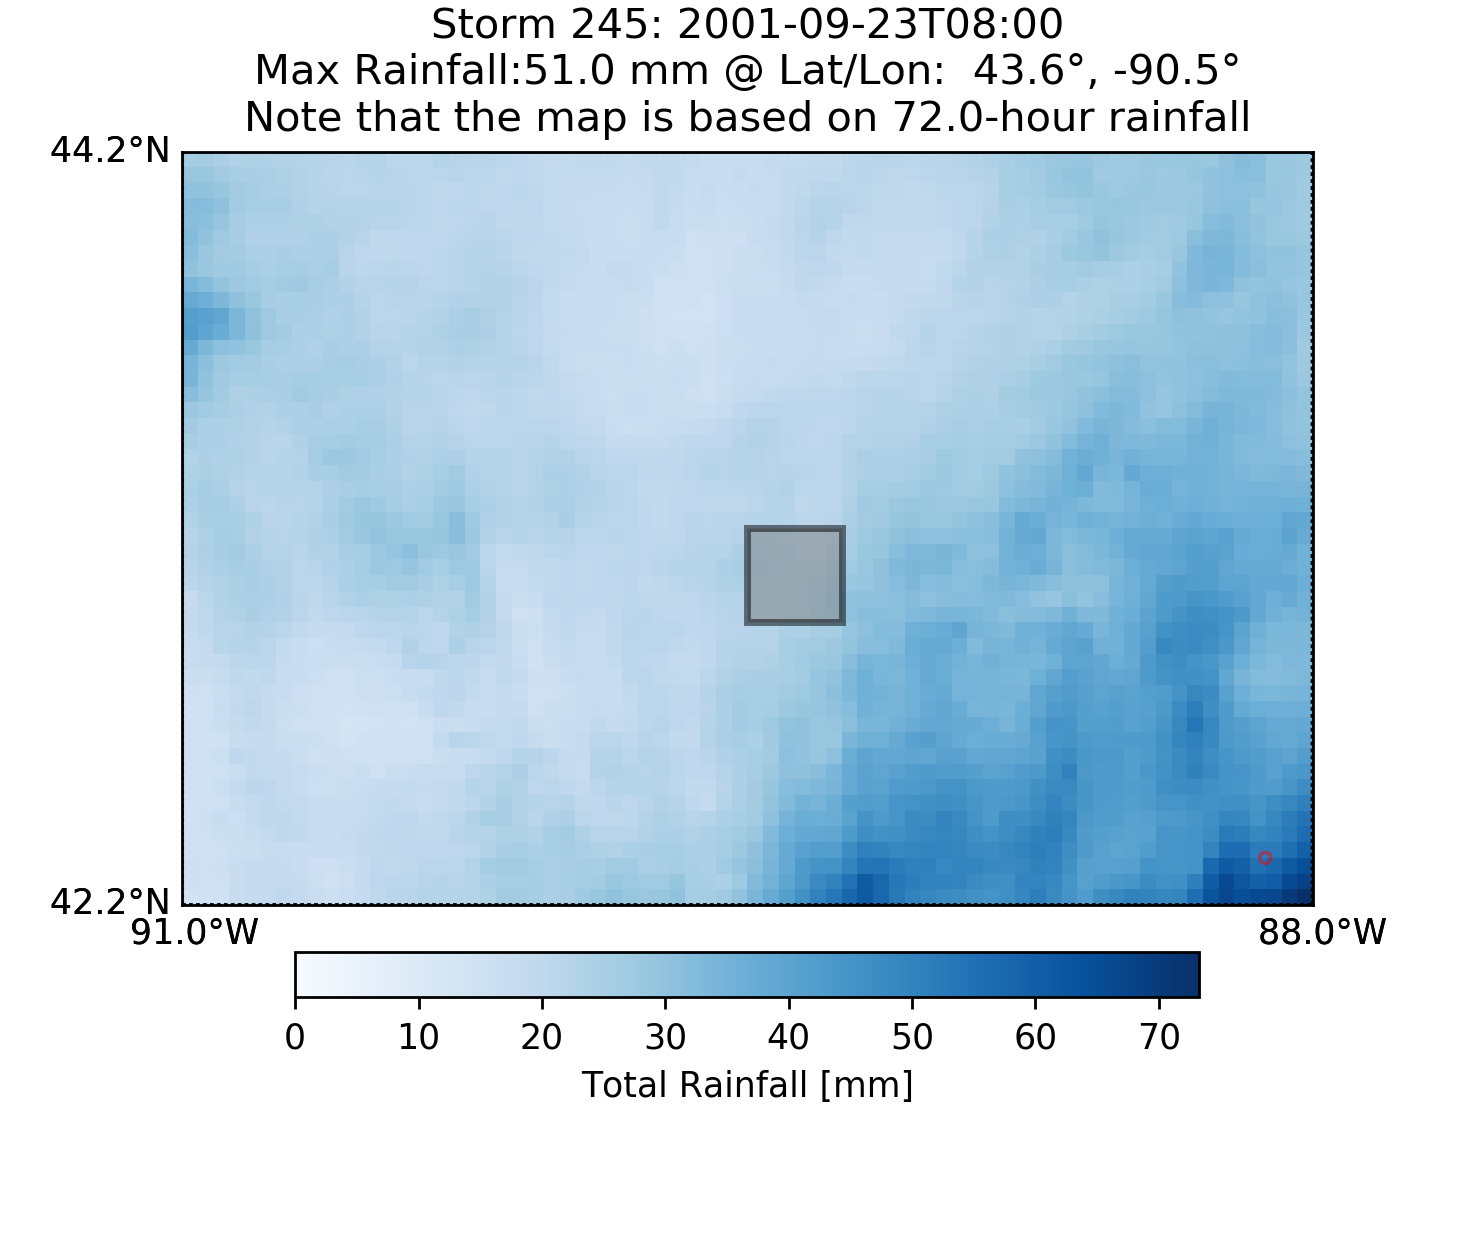 Storm 245: 2001-09-23T08:00
Max Rainfall:51.0 mm @ Lat/Lon:  43.6°, -90.5°
Note that the map is based on 72.0-hour rainfall
44.2°N
42.2°N
91.0°W 88.0°W
0 10 20 30 40 50 60 70
Total Rainfall [mm]